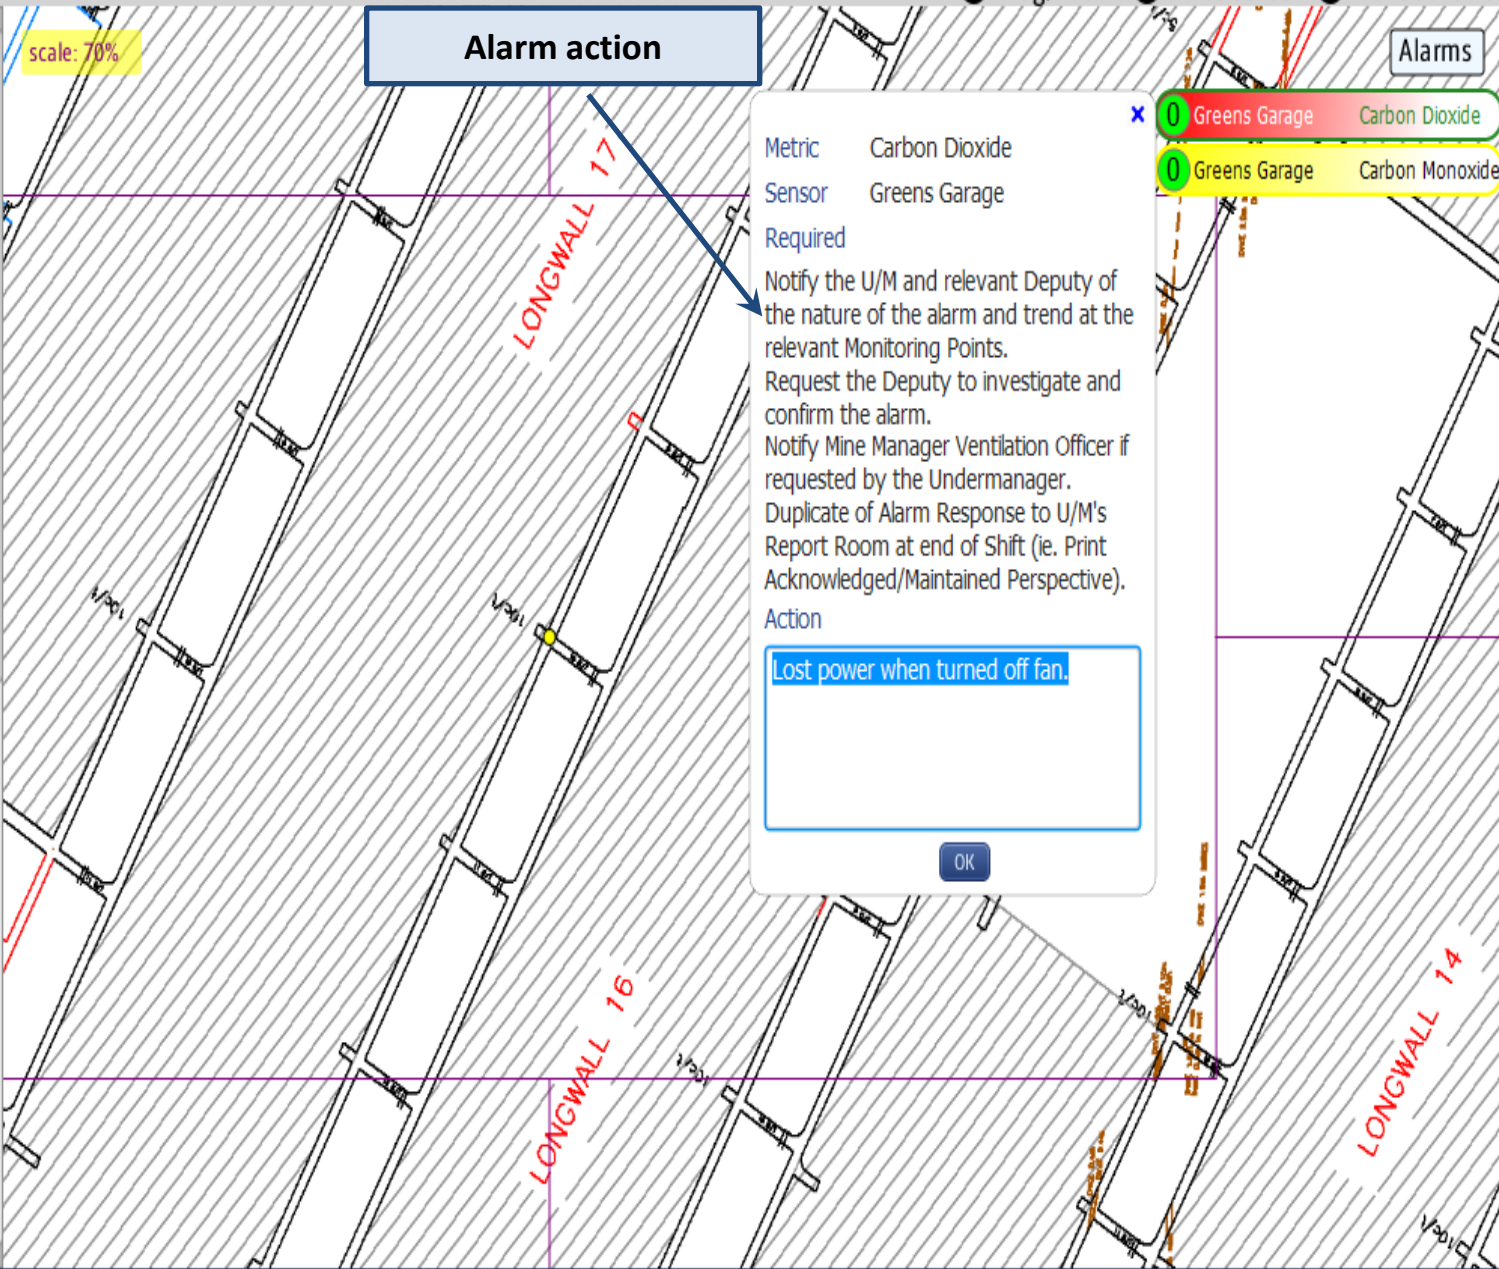 Alarm action
scale: 70%
Alarms
0 Greens Garage Carbon Dioxide
0 Greens Garage Carbon Monoxide
x
Metric Carbon Dioxide
Sensor Greens Garage
Required
Notify the U/M and relevant Deputy of
the nature of the alarm and trend at the
relevant Monitoring Points.
Request the Deputy to investigate and
confirm the alarm.
Notify Mine Manager Ventilation Officer if
requested by the Undermanager.
Duplicate of Alarm Response to U/M's
Report Room at end of Shift (ie. Print
Acknowledged/Maintained Perspective).
Action
Lost power when turned off fan.
OK
LONGWALL 17
LONGWALL 16
LONGWALL 14
10c/t
10c/t
10c/t